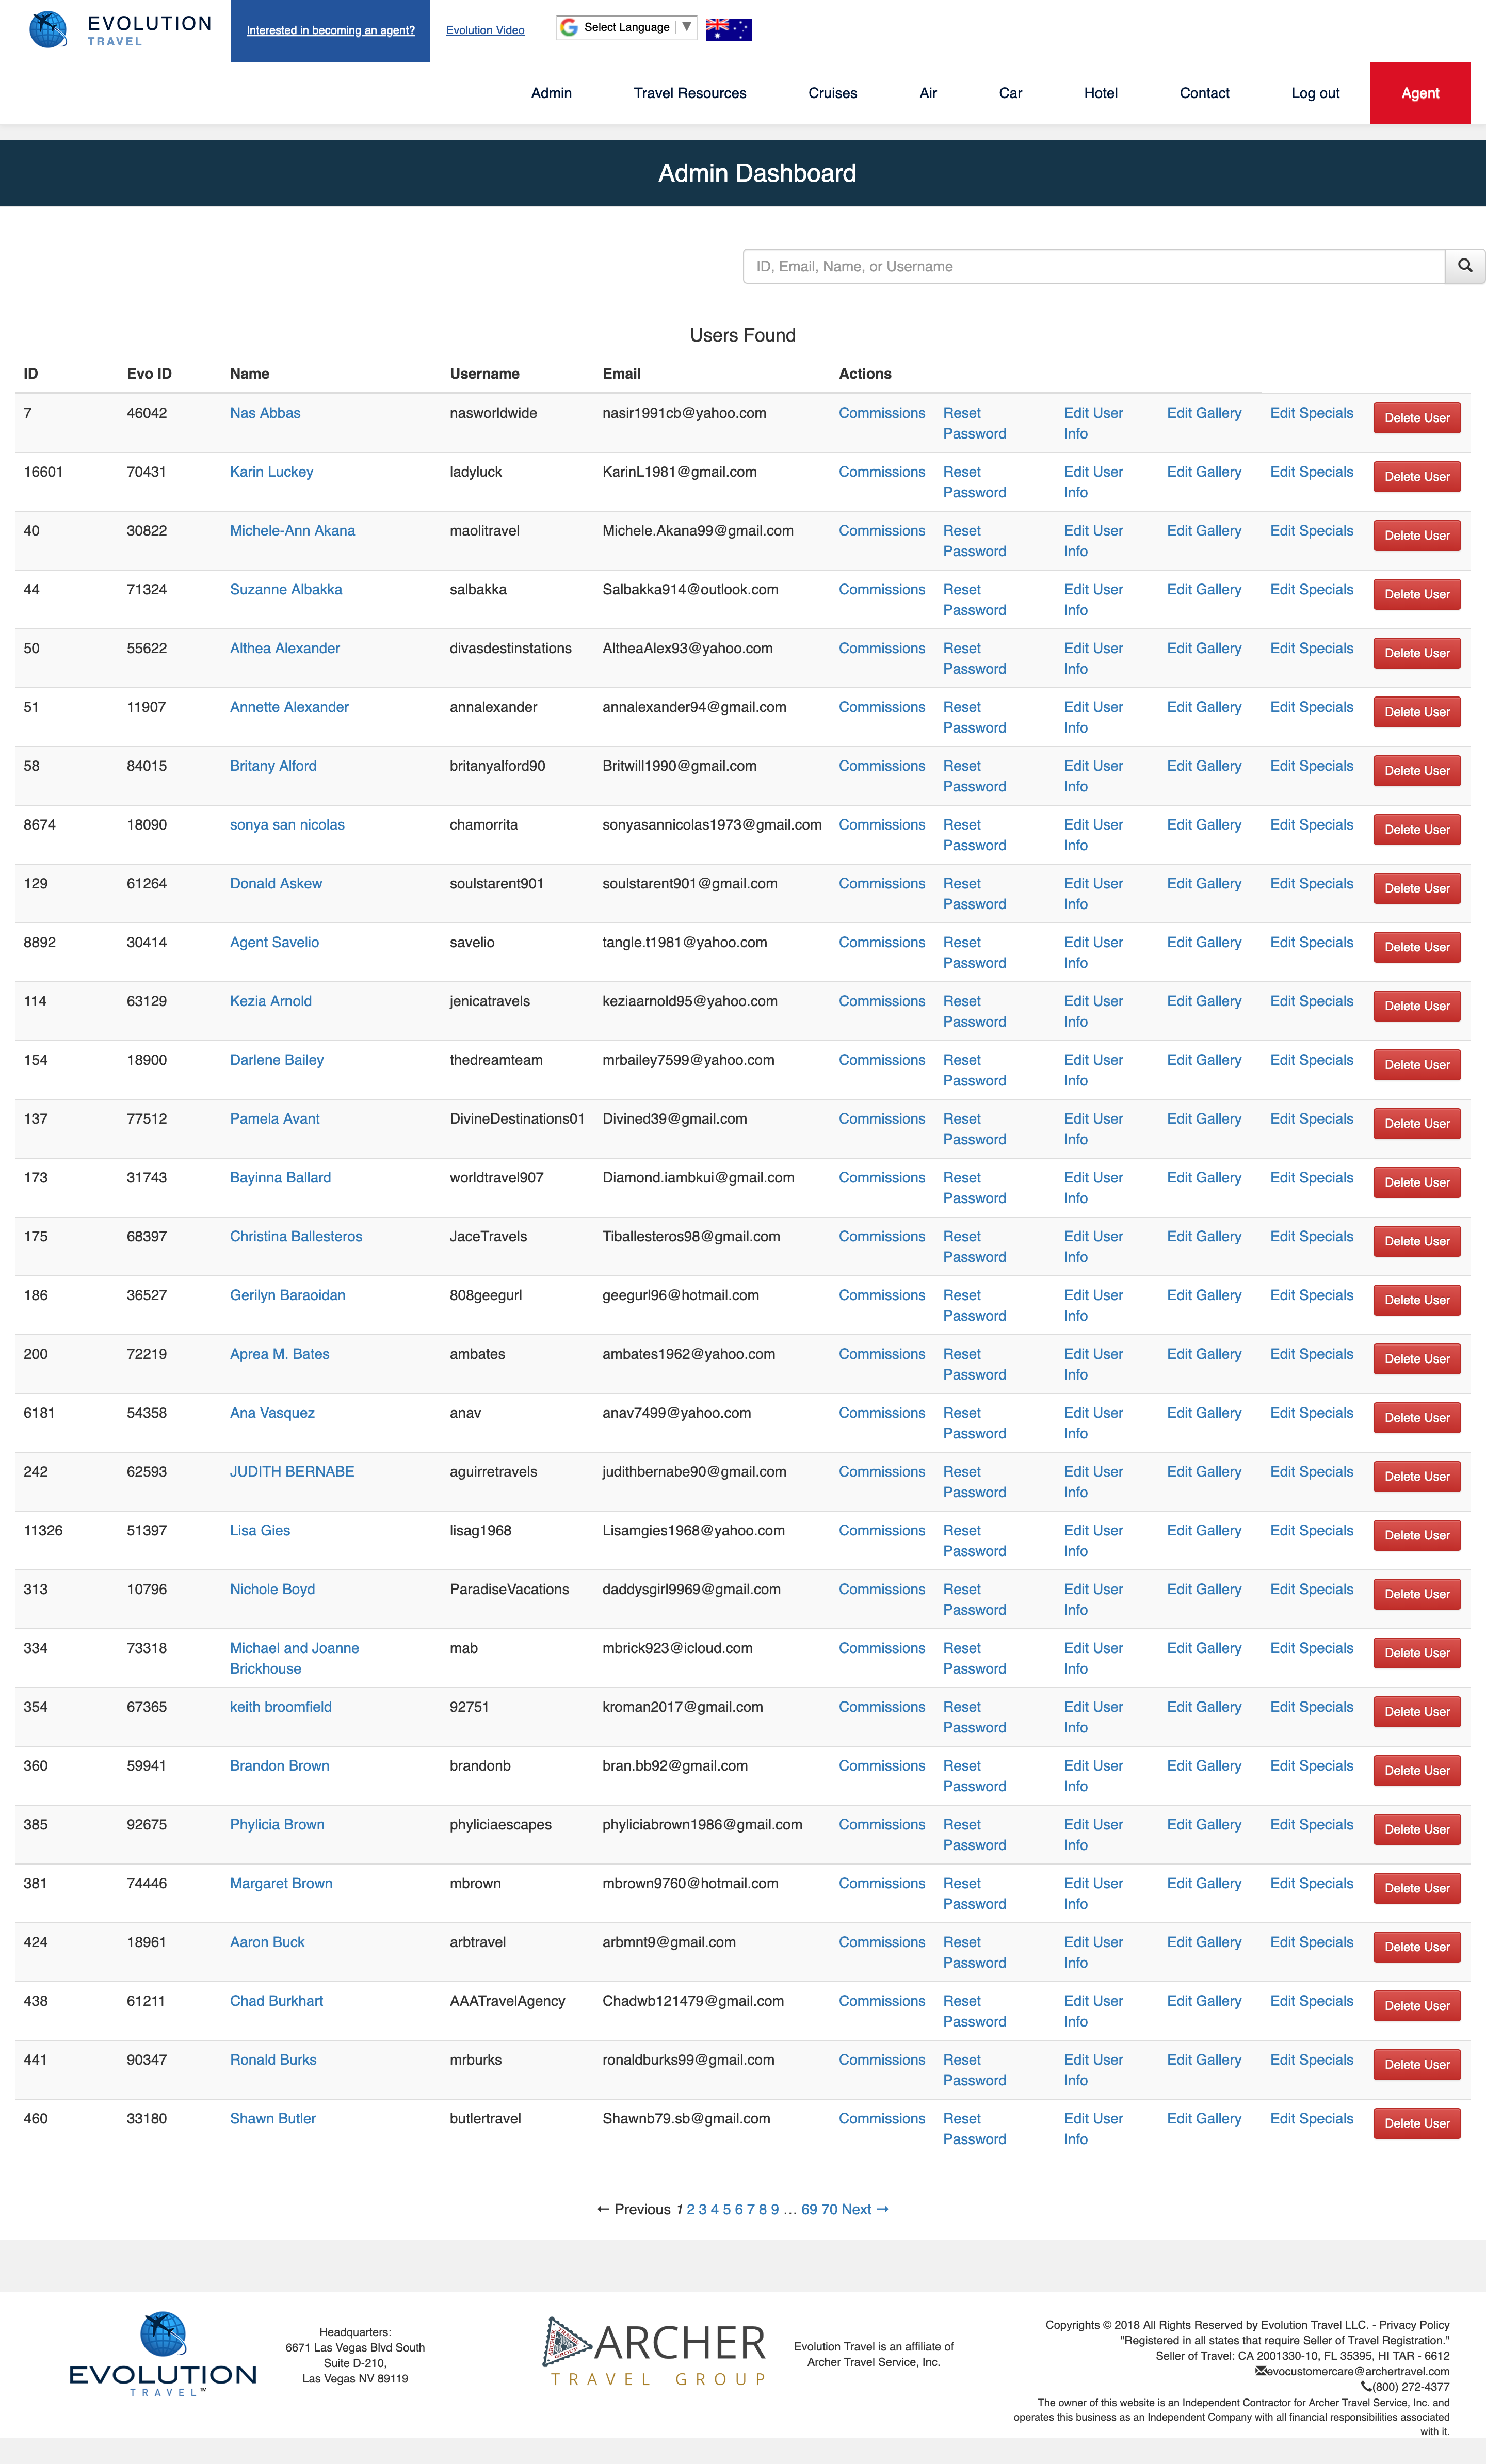 EVOLUTION
TRAVEL
Interested in becoming an agent?
Evolution Video
Select Language ▼
Admin Travel Resources Cruises Air Car Hotel Contact Log out Agent
Admin Dashboard
ID, Email, Name, or Username
Users Found
ID Evo ID Name Username Email Actions
7 46042 Nas Abbas nasworldwide nasir1991cb@yahoo.com Commissions Reset Password Edit User Info Edit Gallery Edit Specials Delete User
16601 70431 Karin Luckey ladyluck KarinL1981@gmail.com Commissions Reset Password Edit User Info Edit Gallery Edit Specials Delete User
40 30822 Michele-Ann Akana maolitravel Michele.Akana99@gmail.com Commissions Reset Password Edit User Info Edit Gallery Edit Specials Delete User
44 71324 Suzanne Albakka salbakka Salbakka914@outlook.com Commissions Reset Password Edit User Info Edit Gallery Edit Specials Delete User
50 55622 Althea Alexander divasdestinstations AltheaAlex93@yahoo.com Commissions Reset Password Edit User Info Edit Gallery Edit Specials Delete User
51 11907 Annette Alexander annalexander annalexander94@gmail.com Commissions Reset Password Edit User Info Edit Gallery Edit Specials Delete User
58 84015 Britany Alford britanyalford90 Britwill1990@gmail.com Commissions Reset Password Edit User Info Edit Gallery Edit Specials Delete User
8674 18090 sonya san nicolas chamorrita sonyasannicolas1973@gmail.com Commissions Reset Password Edit User Info Edit Gallery Edit Specials Delete User
129 61264 Donald Askew soulstarent901 soulstarent901@gmail.com Commissions Reset Password Edit User Info Edit Gallery Edit Specials Delete User
8892 30414 Agent Savelio savelio tangle.t1981@yahoo.com Commissions Reset Password Edit User Info Edit Gallery Edit Specials Delete User
114 63129 Kezia Arnold jenicatravels keziaarnold95@yahoo.com Commissions Reset Password Edit User Info Edit Gallery Edit Specials Delete User
154 18900 Darlene Bailey thedreamteam mrbailey7599@yahoo.com Commissions Reset Password Edit User Info Edit Gallery Edit Specials Delete User
137 77512 Pamela Avant DivineDestinations01 Divined39@gmail.com Commissions Reset Password Edit User Info Edit Gallery Edit Specials Delete User
173 31743 Bayinna Ballard worldtravel907 Diamond.iambkui@gmail.com Commissions Reset Password Edit User Info Edit Gallery Edit Specials Delete User
175 68397 Christina Ballesteros JaceTravels Tiballesteros98@gmail.com Commissions Reset Password Edit User Info Edit Gallery Edit Specials Delete User
186 36527 Gerilyn Baraoidan 808geegurl geegurl96@hotmail.com Commissions Reset Password Edit User Info Edit Gallery Edit Specials Delete User
200 72219 Aprea M. Bates ambates ambates1962@yahoo.com Commissions Reset Password Edit User Info Edit Gallery Edit Specials Delete User
6181 54358 Ana Vasquez anav anav7499@yahoo.com Commissions Reset Password Edit User Info Edit Gallery Edit Specials Delete User
242 62593 JUDITH BERNABE aguirretravels judithbernabe90@gmail.com Commissions Reset Password Edit User Info Edit Gallery Edit Specials Delete User
11326 51397 Lisa Gies lisag1968 Lisamgies1968@yahoo.com Commissions Reset Password Edit User Info Edit Gallery Edit Specials Delete User
313 10796 Nichole Boyd ParadiseVacations daddysgirl9969@gmail.com Commissions Reset Password Edit User Info Edit Gallery Edit Specials Delete User
334 73318 Michael and Joanne Brickhouse mab mbrick923@icloud.com Commissions Reset Password Edit User Info Edit Gallery Edit Specials Delete User
354 67365 keith broomfield 92751 kroman2017@gmail.com Commissions Reset Password Edit User Info Edit Gallery Edit Specials Delete User
360 59941 Brandon Brown brandonb bran.bb92@gmail.com Commissions Reset Password Edit User Info Edit Gallery Edit Specials Delete User
385 92675 Phylicia Brown phyliciaescapes phyliciabrown1986@gmail.com Commissions Reset Password Edit User Info Edit Gallery Edit Specials Delete User
381 74446 Margaret Brown mbrown mbrown9760@hotmail.com Commissions Reset Password Edit User Info Edit Gallery Edit Specials Delete User
424 18961 Aaron Buck arbtravel arbmnt9@gmail.com Commissions Reset Password Edit User Info Edit Gallery Edit Specials Delete User
438 61211 Chad Burkhart AAATravelAgency Chadwb121479@gmail.com Commissions Reset Password Edit User Info Edit Gallery Edit Specials Delete User
441 90347 Ronald Burks mrburks ronaldburks99@gmail.com Commissions Reset Password Edit User Info Edit Gallery Edit Specials Delete User
460 33180 Shawn Butler butlertravel Shawnb79.sb@gmail.com Commissions Reset Password Edit User Info Edit Gallery Edit Specials Delete User
← Previous 1 2 3 4 5 6 7 8 9 … 69 70 Next →
EVOLUTION
TRAVEL™
Headquarters:
6671 Las Vegas Blvd South
Suite D-210,
Las Vegas NV 89119
ARCHER
TRAVEL GROUP
Evolution Travel is an affiliate of
Archer Travel Service, Inc.
Copyrights © 2018 All Rights Reserved by Evolution Travel LLC. - Privacy Policy
"Registered in all states that require Seller of Travel Registration."
Seller of Travel: CA 2001330-10, FL 35395, HI TAR - 6612
evocustomercare@archertravel.com
(800) 272-4377
The owner of this website is an Independent Contractor for Archer Travel Service, Inc. and
operates this business as an Independent Company with all financial responsibilities associated
with it.